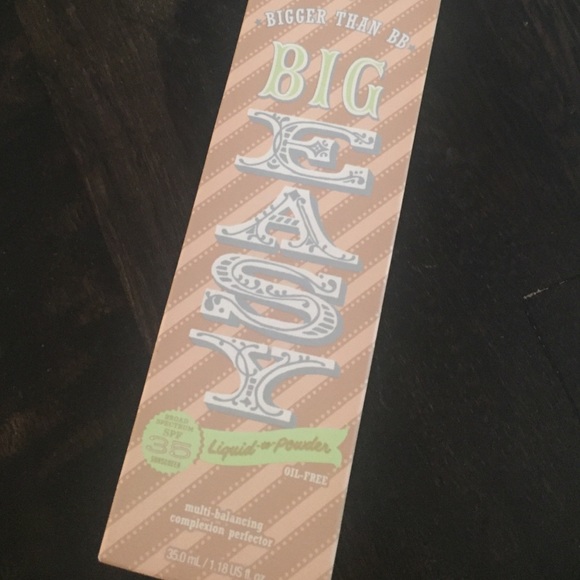 BIGGER THAN BB
BIG
EASY
BROAD
SPECTRUM
SPF
35
SUNSCREEN
Liquid to Powder
OIL-FREE
multi-balancing
complexion perfector
35.0 mL / 1.18 US fl. oz